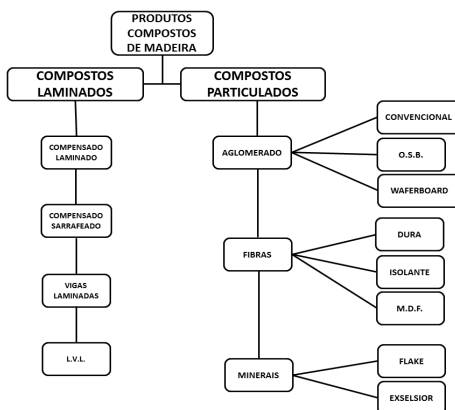 PRODUTOS
COMPOSTOS
DE MADEIRA
COMPOSTOS
LAMINADOS
COMPOSTOS
PARTICULADOS
COMPENSADO
LAMINADO
COMPENSADO
SARRAFEADO
VIGAS
LAMINADAS
L.V.L.
AGLOMERADO
CONVENCIONAL
O.S.B.
WAFERBOARD
FIBRAS
DURA
ISOLANTE
M.D.F.
MINERAIS
FLAKE
EXSELSIOR